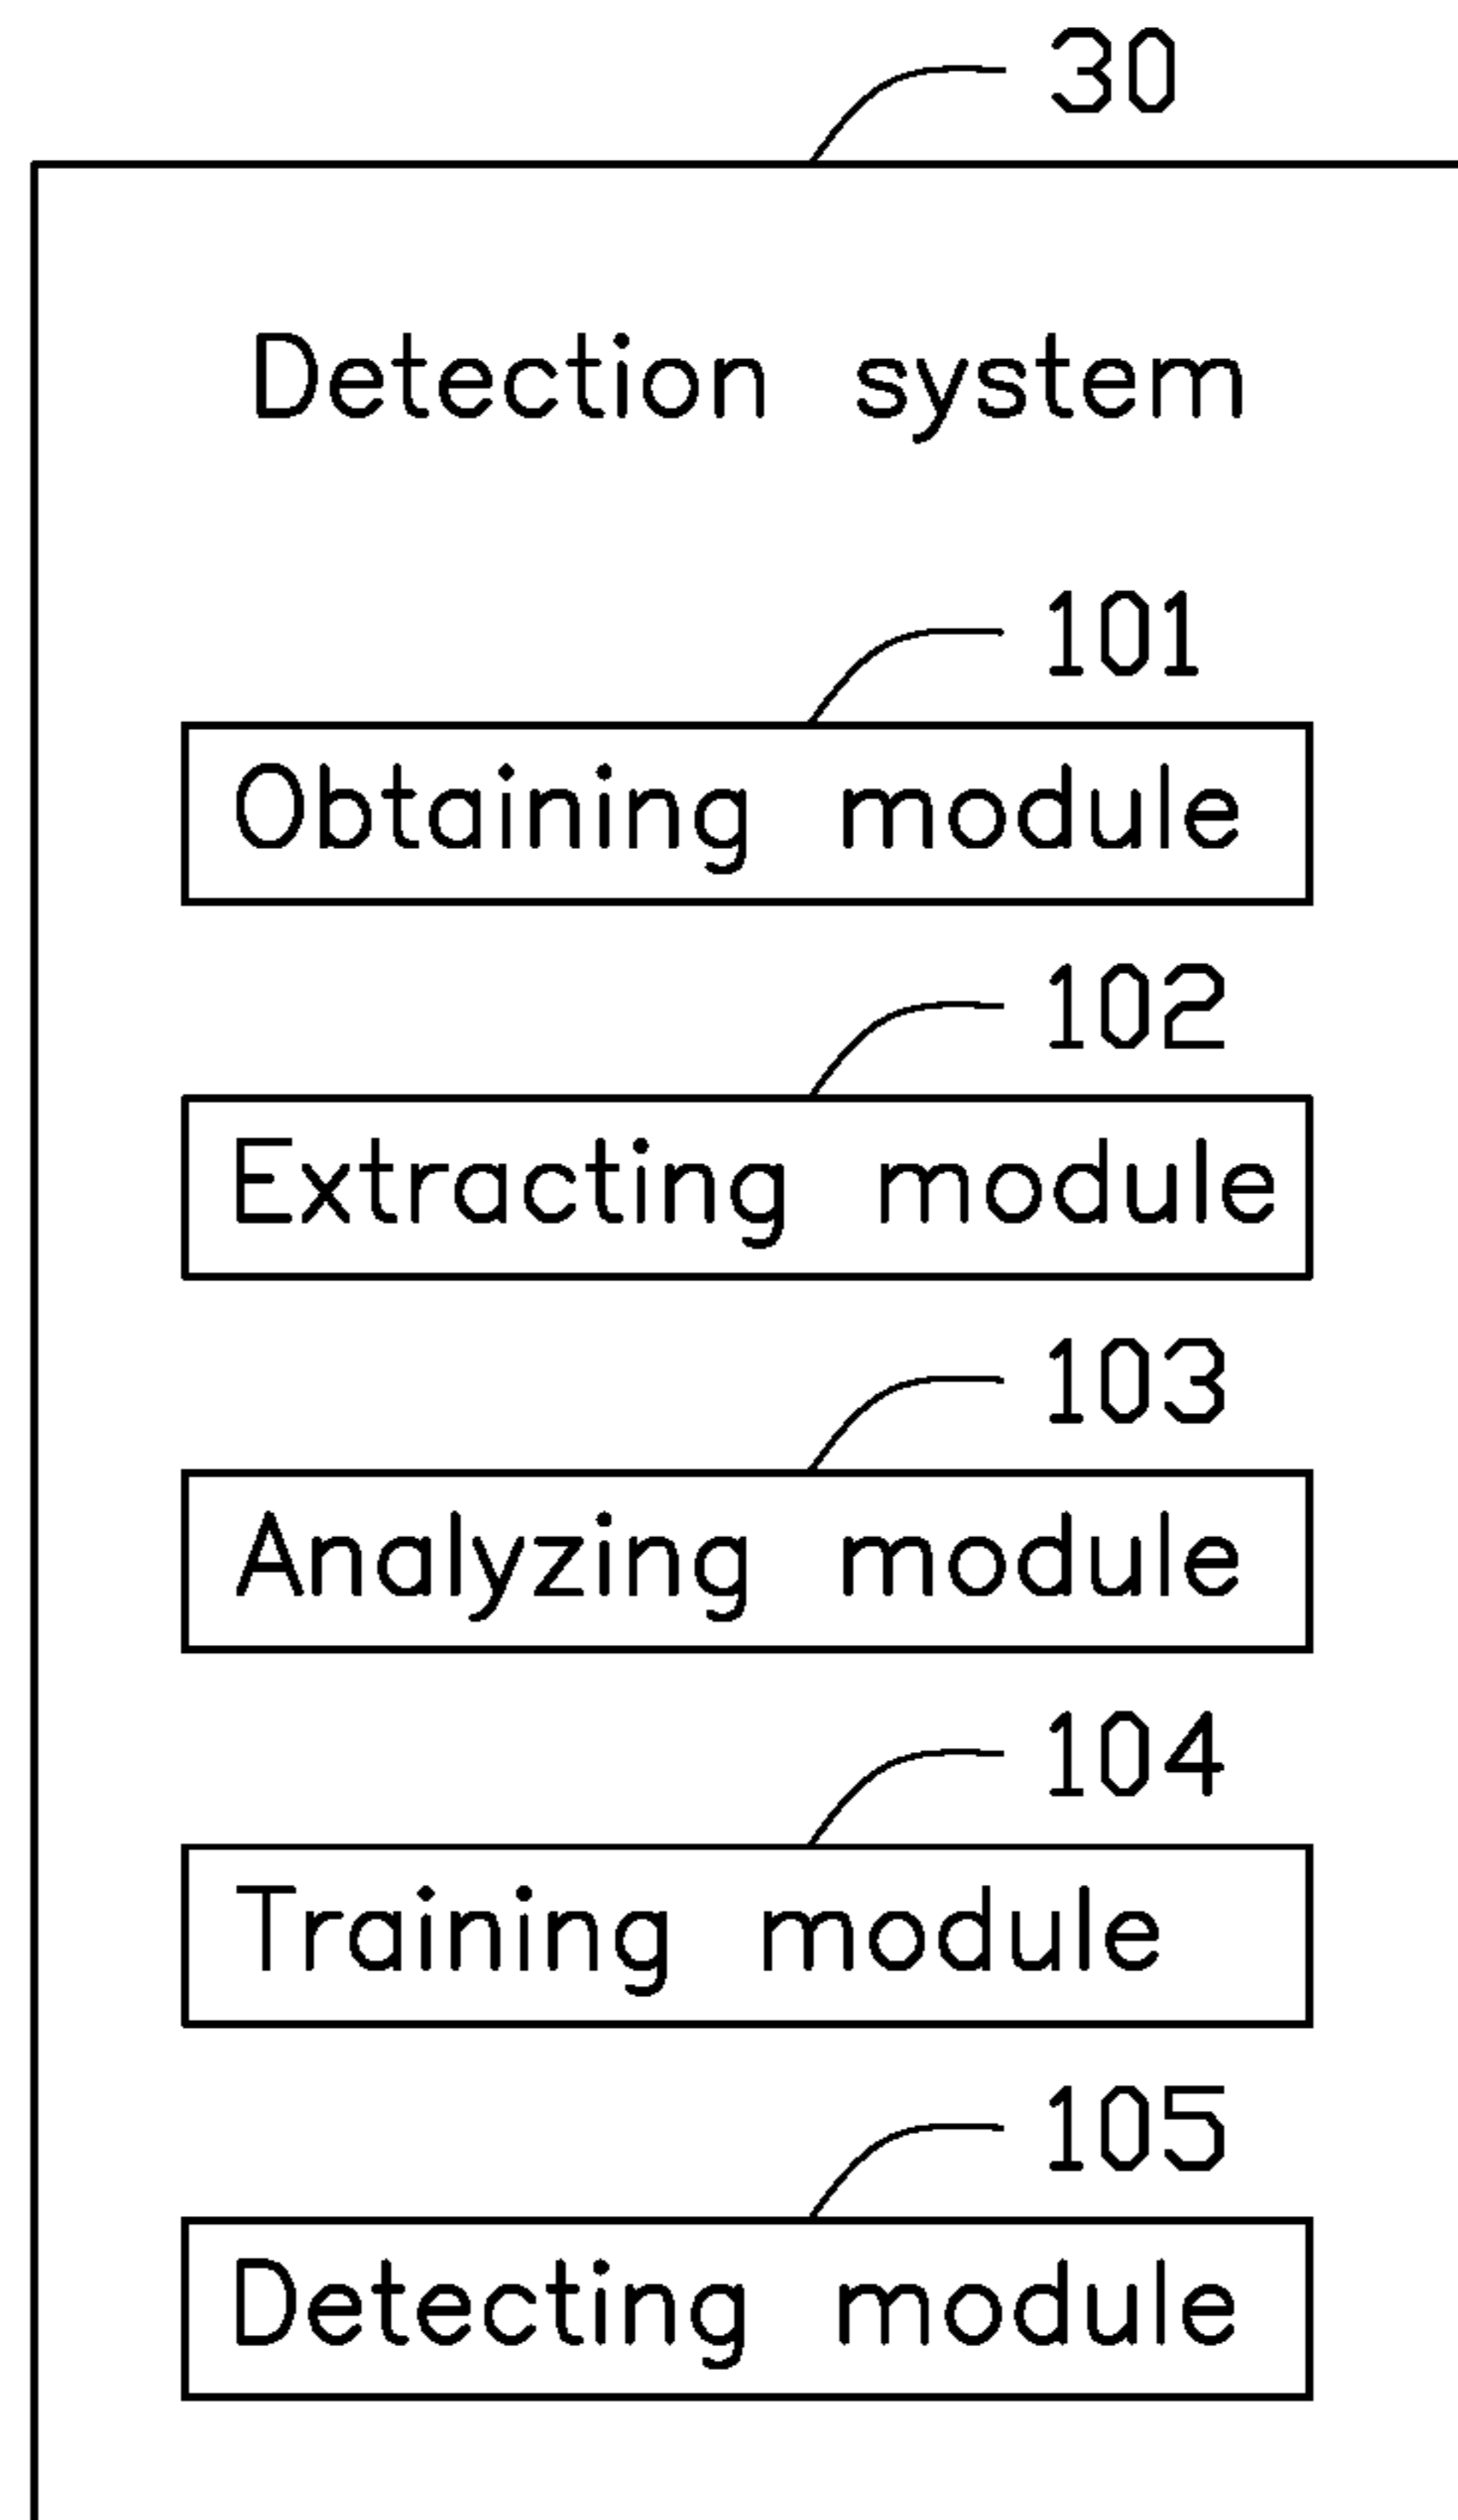 30
Detection system
101
Obtaining module
102
Extracting module
103
Analyzing module
104
Training module
105
Detecting module